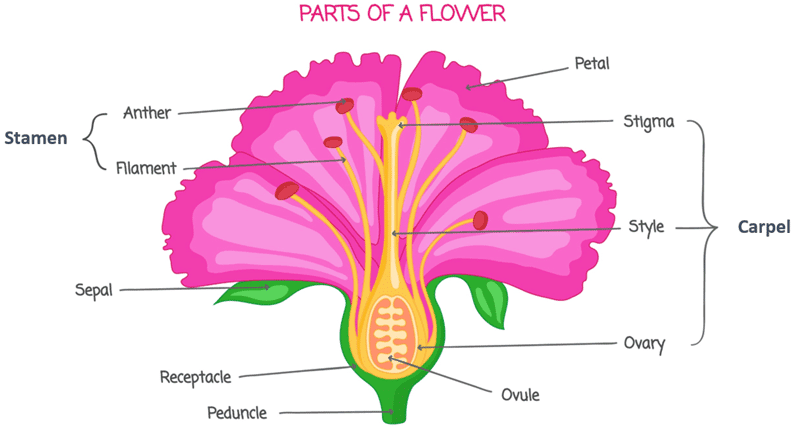 PARTS OF A FLOWER
Petal
Anther
Stigma
Stamen
Filament
Style
Carpel
Sepal
Ovary
Receptacle
Ovule
Peduncle